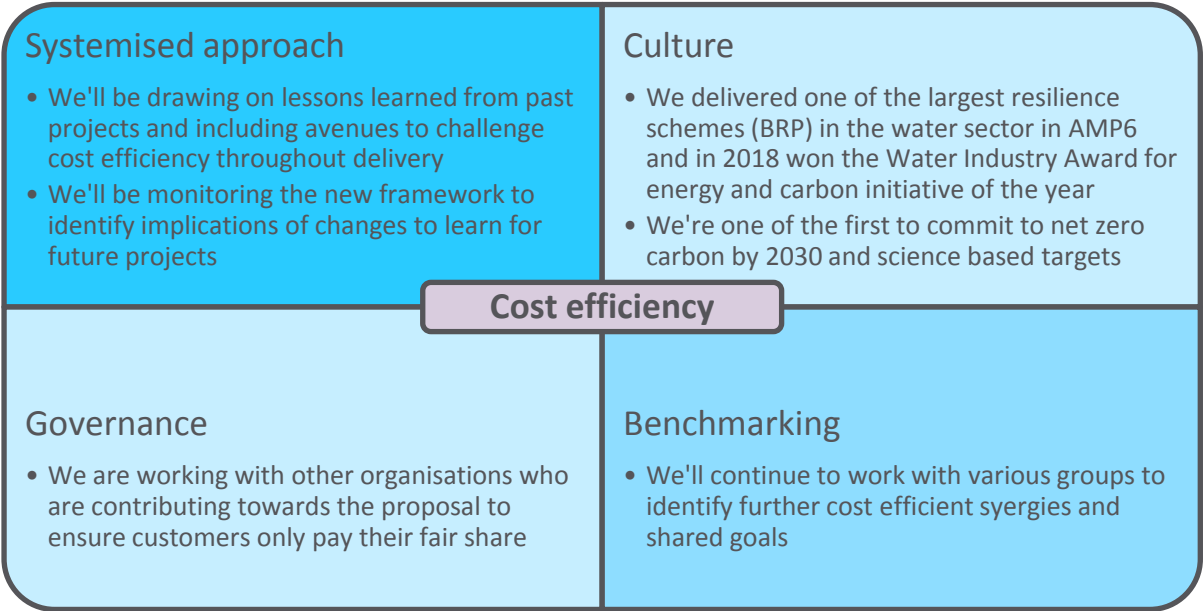 Systemised approach
• We'll be drawing on lessons learned from past
projects and including avenues to challenge
cost efficiency throughout delivery
• We'll be monitoring the new framework to
identify implications of changes to learn for
future projects
Culture
• We delivered one of the largest resilience
schemes (BRP) in the water sector in AMP6
and in 2018 won the Water Industry Award for
energy and carbon initiative of the year
• We're one of the first to commit to net zero
carbon by 2030 and science based targets
Cost efficiency
Governance
• We are working with other organisations who
are contributing towards the proposal to
ensure customers only pay their fair share
Benchmarking
• We'll continue to work with various groups to
identify further cost efficient syergies and
shared goals